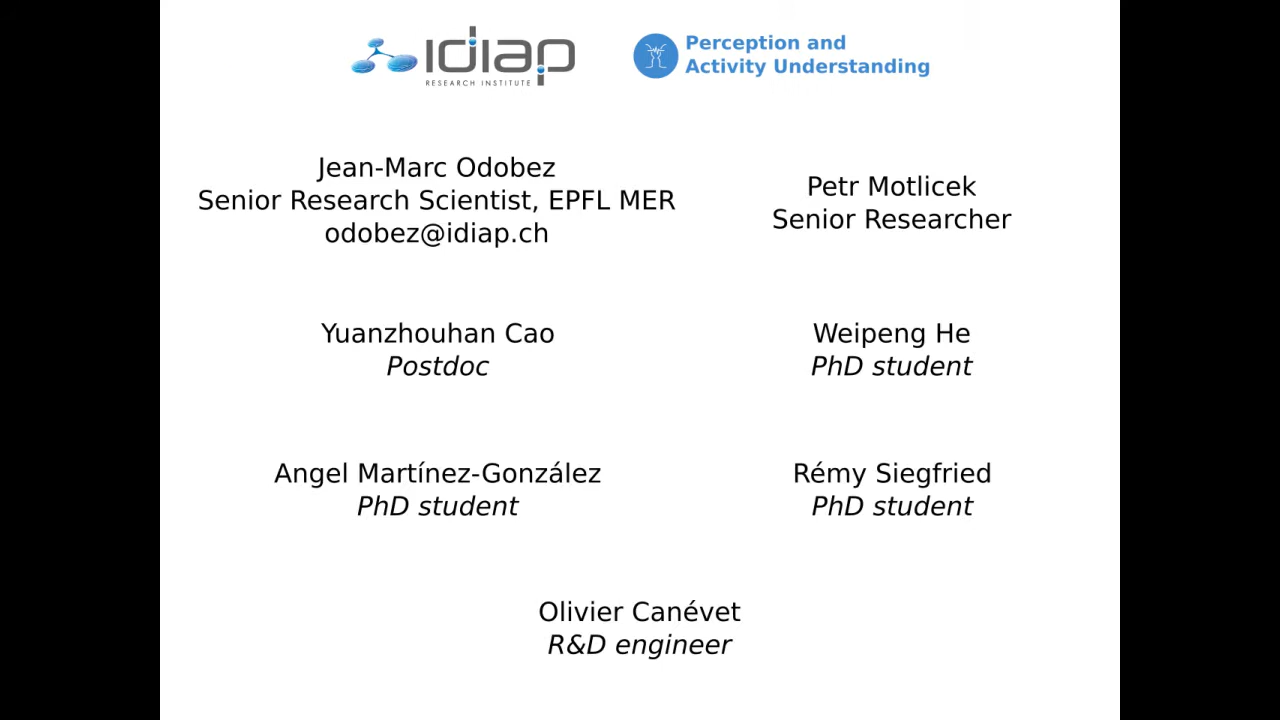 idiap
RESEARCH INSTITUTE
Perception and
Activity Understanding
Jean-Marc Odobez
Senior Research Scientist, EPFL MER
odobez@idiap.ch
Petr Motlicek
Senior Researcher
Yuanzhouhan Cao
Postdoc
Weipeng He
PhD student
Angel Martínez-González
PhD student
Rémy Siegfried
PhD student
Olivier Canévet
R&D engineer